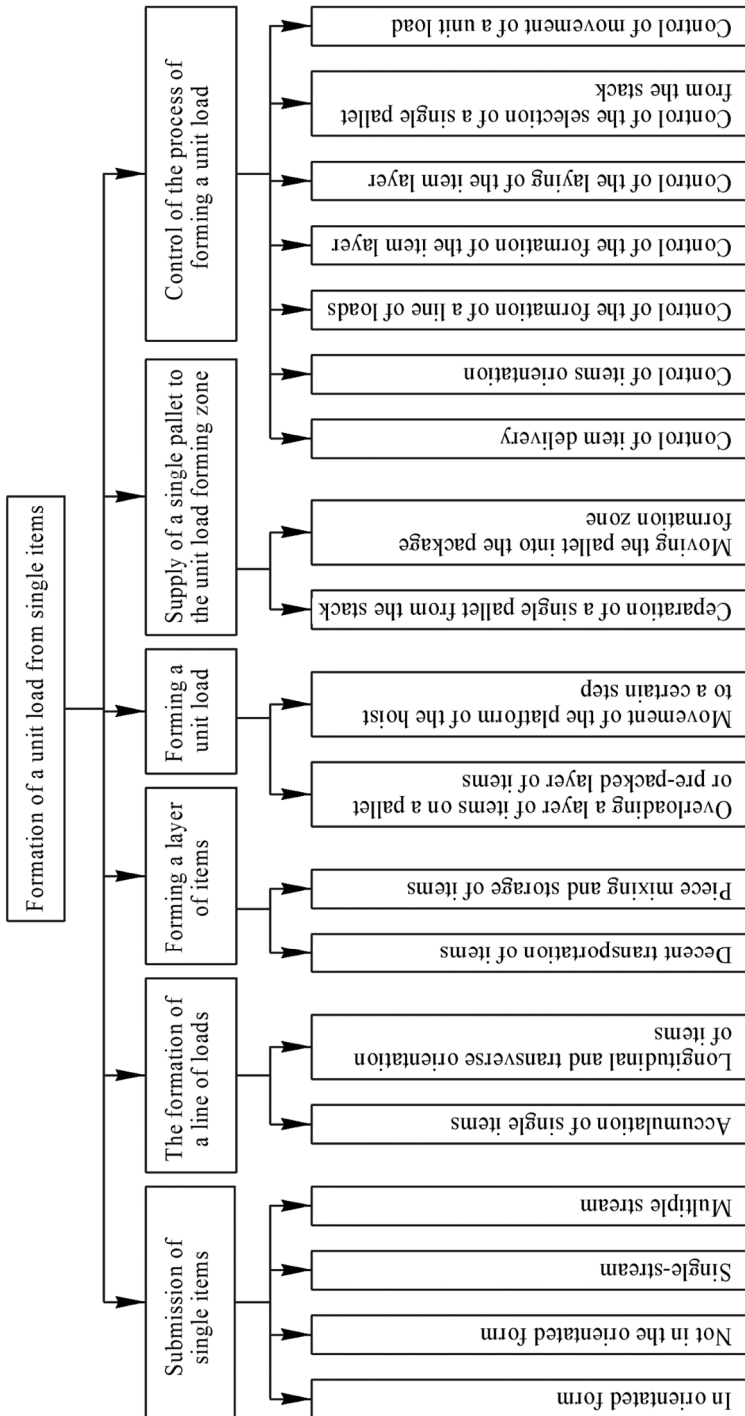 Formation of a unit load from single items
Submission of
single items
The formation of
a line of loads
Forming a layer
of items
Forming a
unit load
Supply of a single pallet to
the unit load forming zone
Control of the process of
forming a unit load
In orientated form
Not in the orientated form
Single-stream
Multiple stream
Accumulation of single items
Longitudinal and transverse orientation
of items
Decent transportation of items
Piece mixing and storage of items
Overloading a layer of items on a pallet
or pre-packed layer of items
Movement of the platform of the hoist
to a certain step
Ceparation of a single pallet from the stack
Moving the pallet into the package
formation zone
Control of item delivery
Control of items orientation
Control of the formation of a line of loads
Control of the formation of the item layer
Control of the laying of the item layer
Control of the selection of a single pallet
from the stack
Control of movement of a unit load